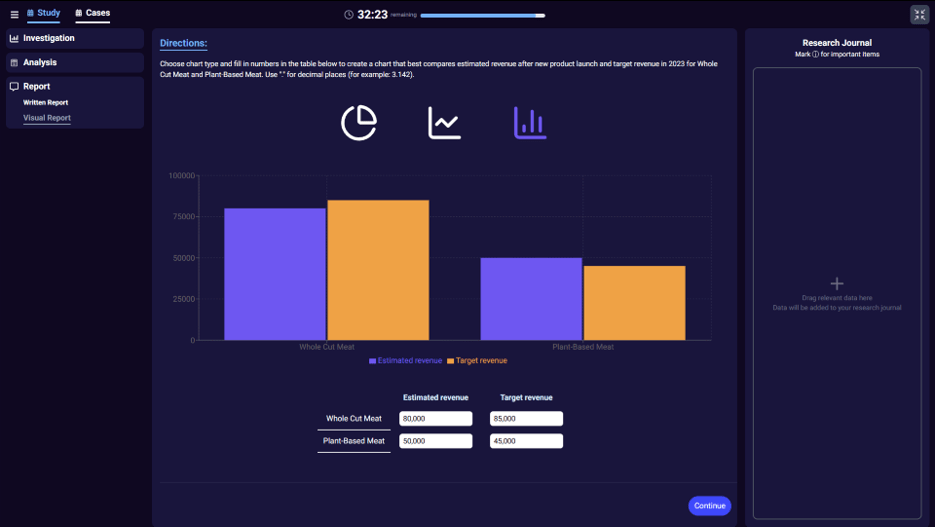 Study
Cases
32:23 remaining
Investigation
Analysis
Report
Written Report
Visual Report
Directions:
Choose chart type and fill in numbers in the table below to create a chart that best compares estimated revenue after new product launch and target revenue in 2023 for Whole
Cut Meat and Plant-Based Meat. Use "." for decimal places (for example: 3.142).
100000
75000
50000
25000
0
Whole Cut Meat Plant-Based Meat
Estimated revenue Target revenue
Estimated revenue Target revenue
Whole Cut Meat 80,000 85,000
Plant-Based Meat 50,000 45,000
Continue
Research Journal
Mark ⓘ for important items
Drag relevant data here
Data will be added to your research journal